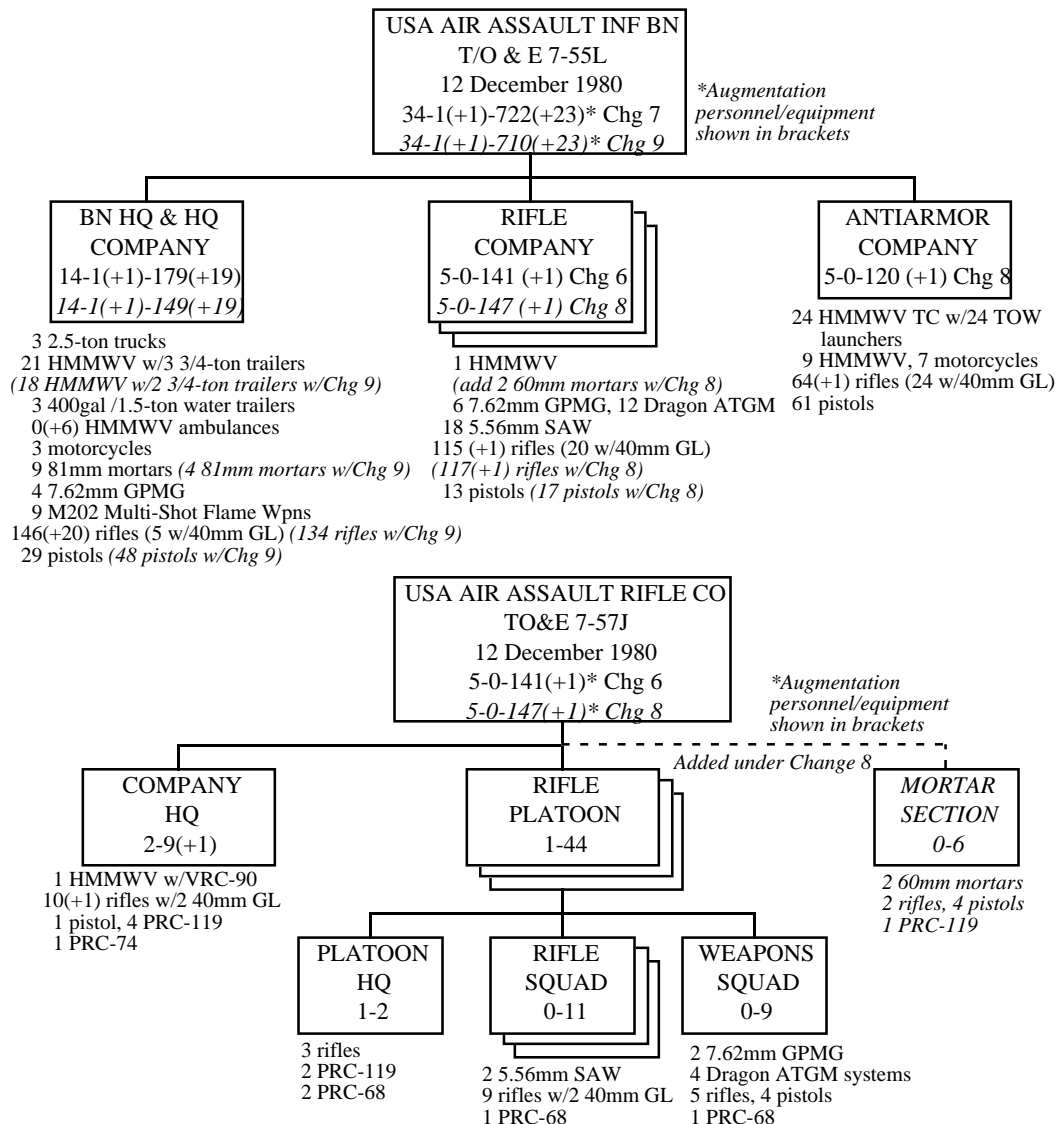 USA AIR ASSAULT INF BN
T/O & E 7-55L
12 December 1980
34-1(+1)-722(+23)* Chg 7
34-1(+1)-710(+23)* Chg 9
*Augmentation
personnel/equipment
shown in brackets
BN HQ & HQ
COMPANY
14-1(+1)-179(+19)
14-1(+1)-149(+19)
3 2.5-ton trucks
21 HMMWV w/3 3/4-ton trailers
(18 HMMWV w/2 3/4-ton trailers w/Chg 9)
3 400gal /1.5-ton water trailers
0(+6) HMMWV ambulances
3 motorcycles
9 81mm mortars (4 81mm mortars w/Chg 9)
4 7.62mm GPMG
9 M202 Multi-Shot Flame Wpns
146(+20) rifles (5 w/40mm GL) (134 rifles w/Chg 9)
29 pistols (48 pistols w/Chg 9)
RIFLE
COMPANY
5-0-141 (+1) Chg 6
5-0-147 (+1) Chg 8
1 HMMWV
(add 2 60mm mortars w/Chg 8)
6 7.62mm GPMG, 12 Dragon ATGM
18 5.56mm SAW
115 (+1) rifles (20 w/40mm GL)
(117(+1) rifles w/Chg 8)
13 pistols (17 pistols w/Chg 8)
ANTIARMOR
COMPANY
5-0-120 (+1) Chg 8
24 HMMWV TC w/24 TOW
launchers
9 HMMWV, 7 motorcycles
64(+1) rifles (24 w/40mm GL)
61 pistols
USA AIR ASSAULT RIFLE CO
TO&E 7-57J
12 December 1980
5-0-141(+1)* Chg 6
5-0-147(+1)* Chg 8
*Augmentation
personnel/equipment
shown in brackets
Added under Change 8
COMPANY
HQ
2-9(+1)
1 HMMWV w/VRC-90
10(+1) rifles w/2 40mm GL
1 pistol, 4 PRC-119
1 PRC-74
RIFLE
PLATOON
1-44
MORTAR
SECTION
0-6
2 60mm mortars
2 rifles, 4 pistols
1 PRC-119
PLATOON
HQ
1-2
3 rifles
2 PRC-119
2 PRC-68
RIFLE
SQUAD
0-11
2 5.56mm SAW
9 rifles w/2 40mm GL
1 PRC-68
WEAPONS
SQUAD
0-9
2 7.62mm GPMG
4 Dragon ATGM systems
5 rifles, 4 pistols
1 PRC-68